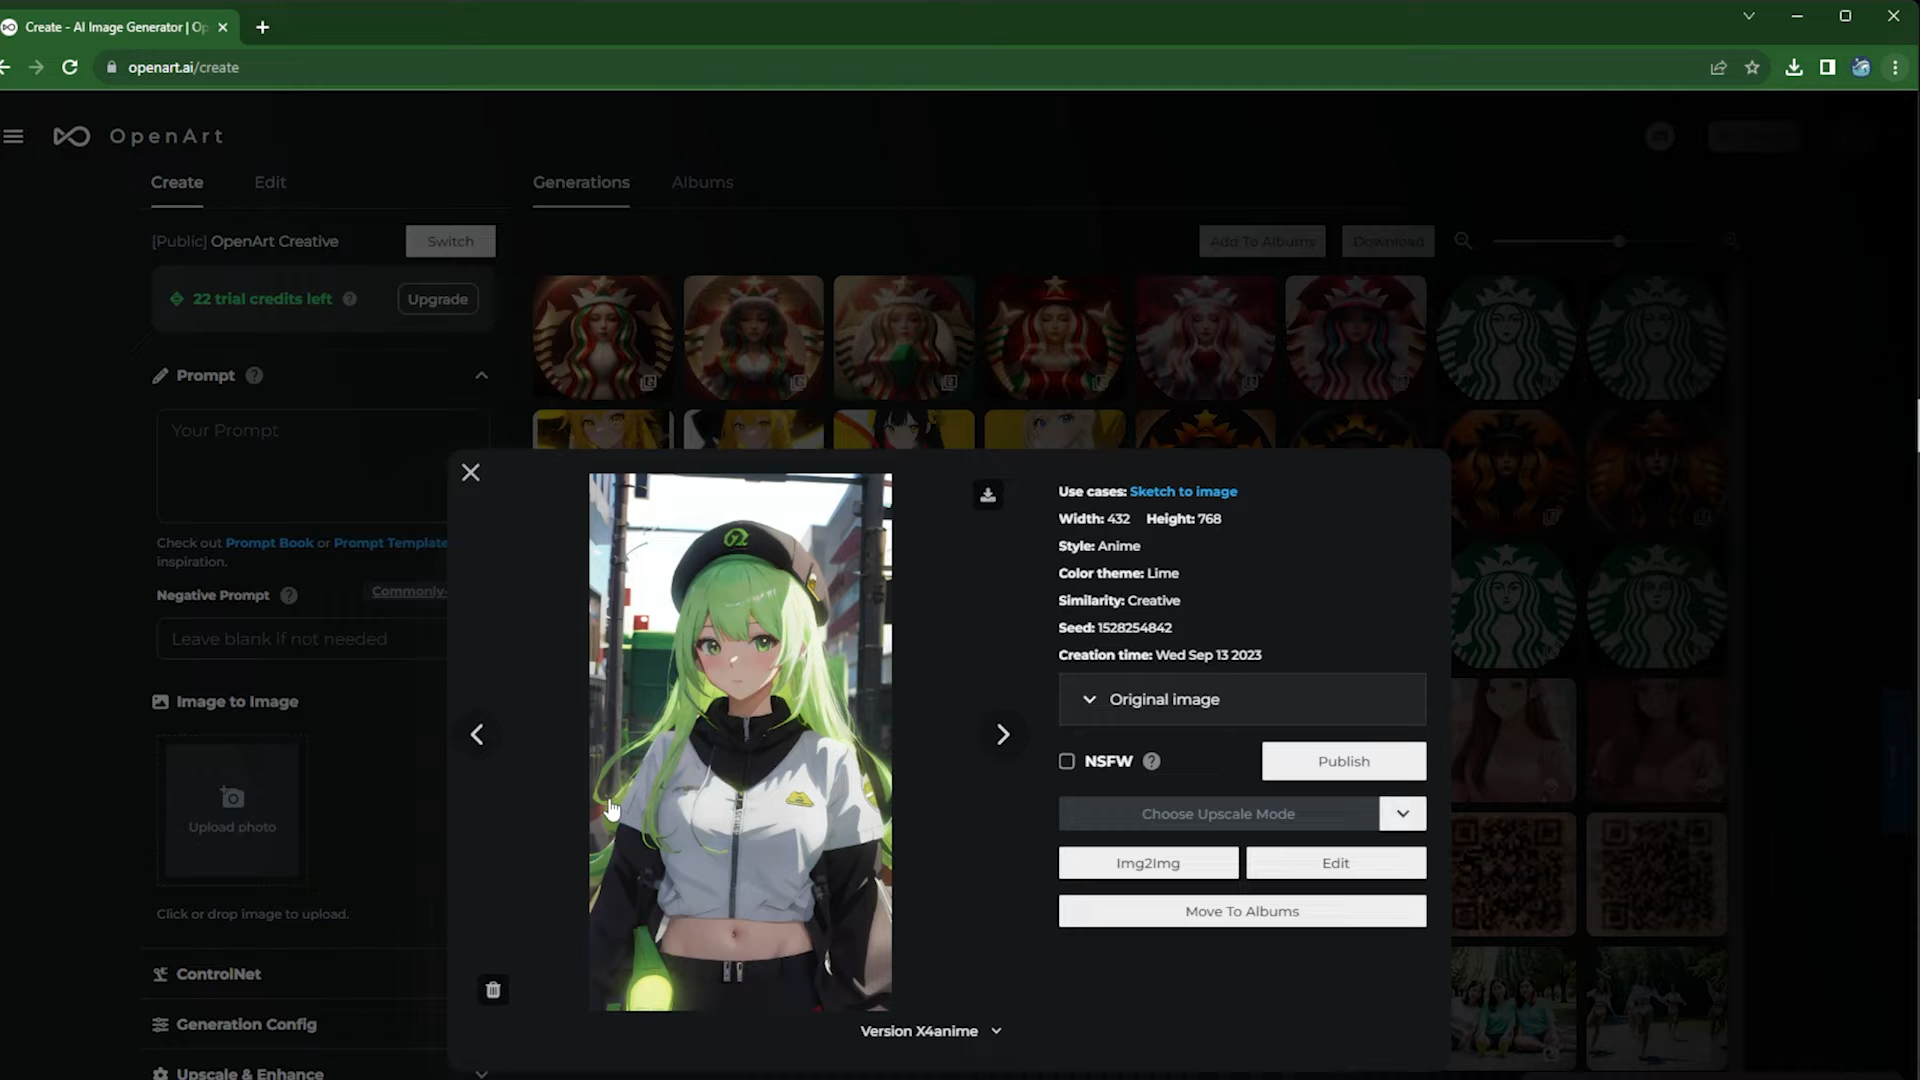 Create - AI Image Generator | Op
openart.ai/create
OpenArt
Create
Edit
Generations
Albums
[Public] OpenArt Creative
Switch
Add To Albums
Download
22 trial credits left
Upgrade
Prompt
Your Prompt
Check out Prompt Book or Prompt Template
inspiration.
Negative Prompt
Commonly-
Leave blank if not needed
Image to Image
Upload photo
Click or drop image to upload.
ControlNet
Generation Config
Upscale & Enhance
Use cases: Sketch to image
Width: 432 Height: 768
Style: Anime
Color theme: Lime
Similarity: Creative
Seed: 1528254842
Creation time: Wed Sep 13 2023
Original image
NSFW
Publish
Choose Upscale Mode
Img2Img
Edit
Move To Albums
Version X4anime